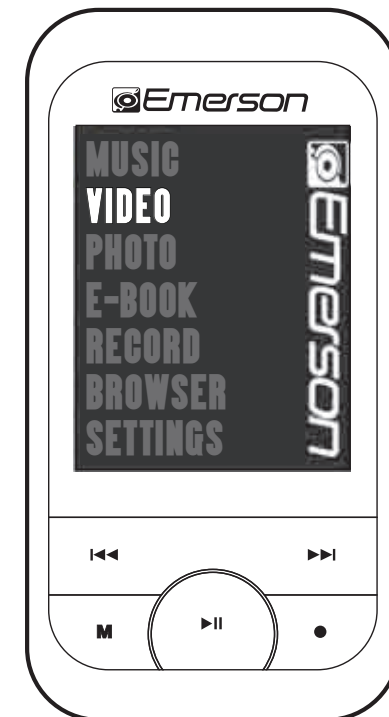 Emerson
MUSIC
VIDEO
PHOTO
E-BOOK
RECORD
BROWSER
SETTINGS
Emerson
M